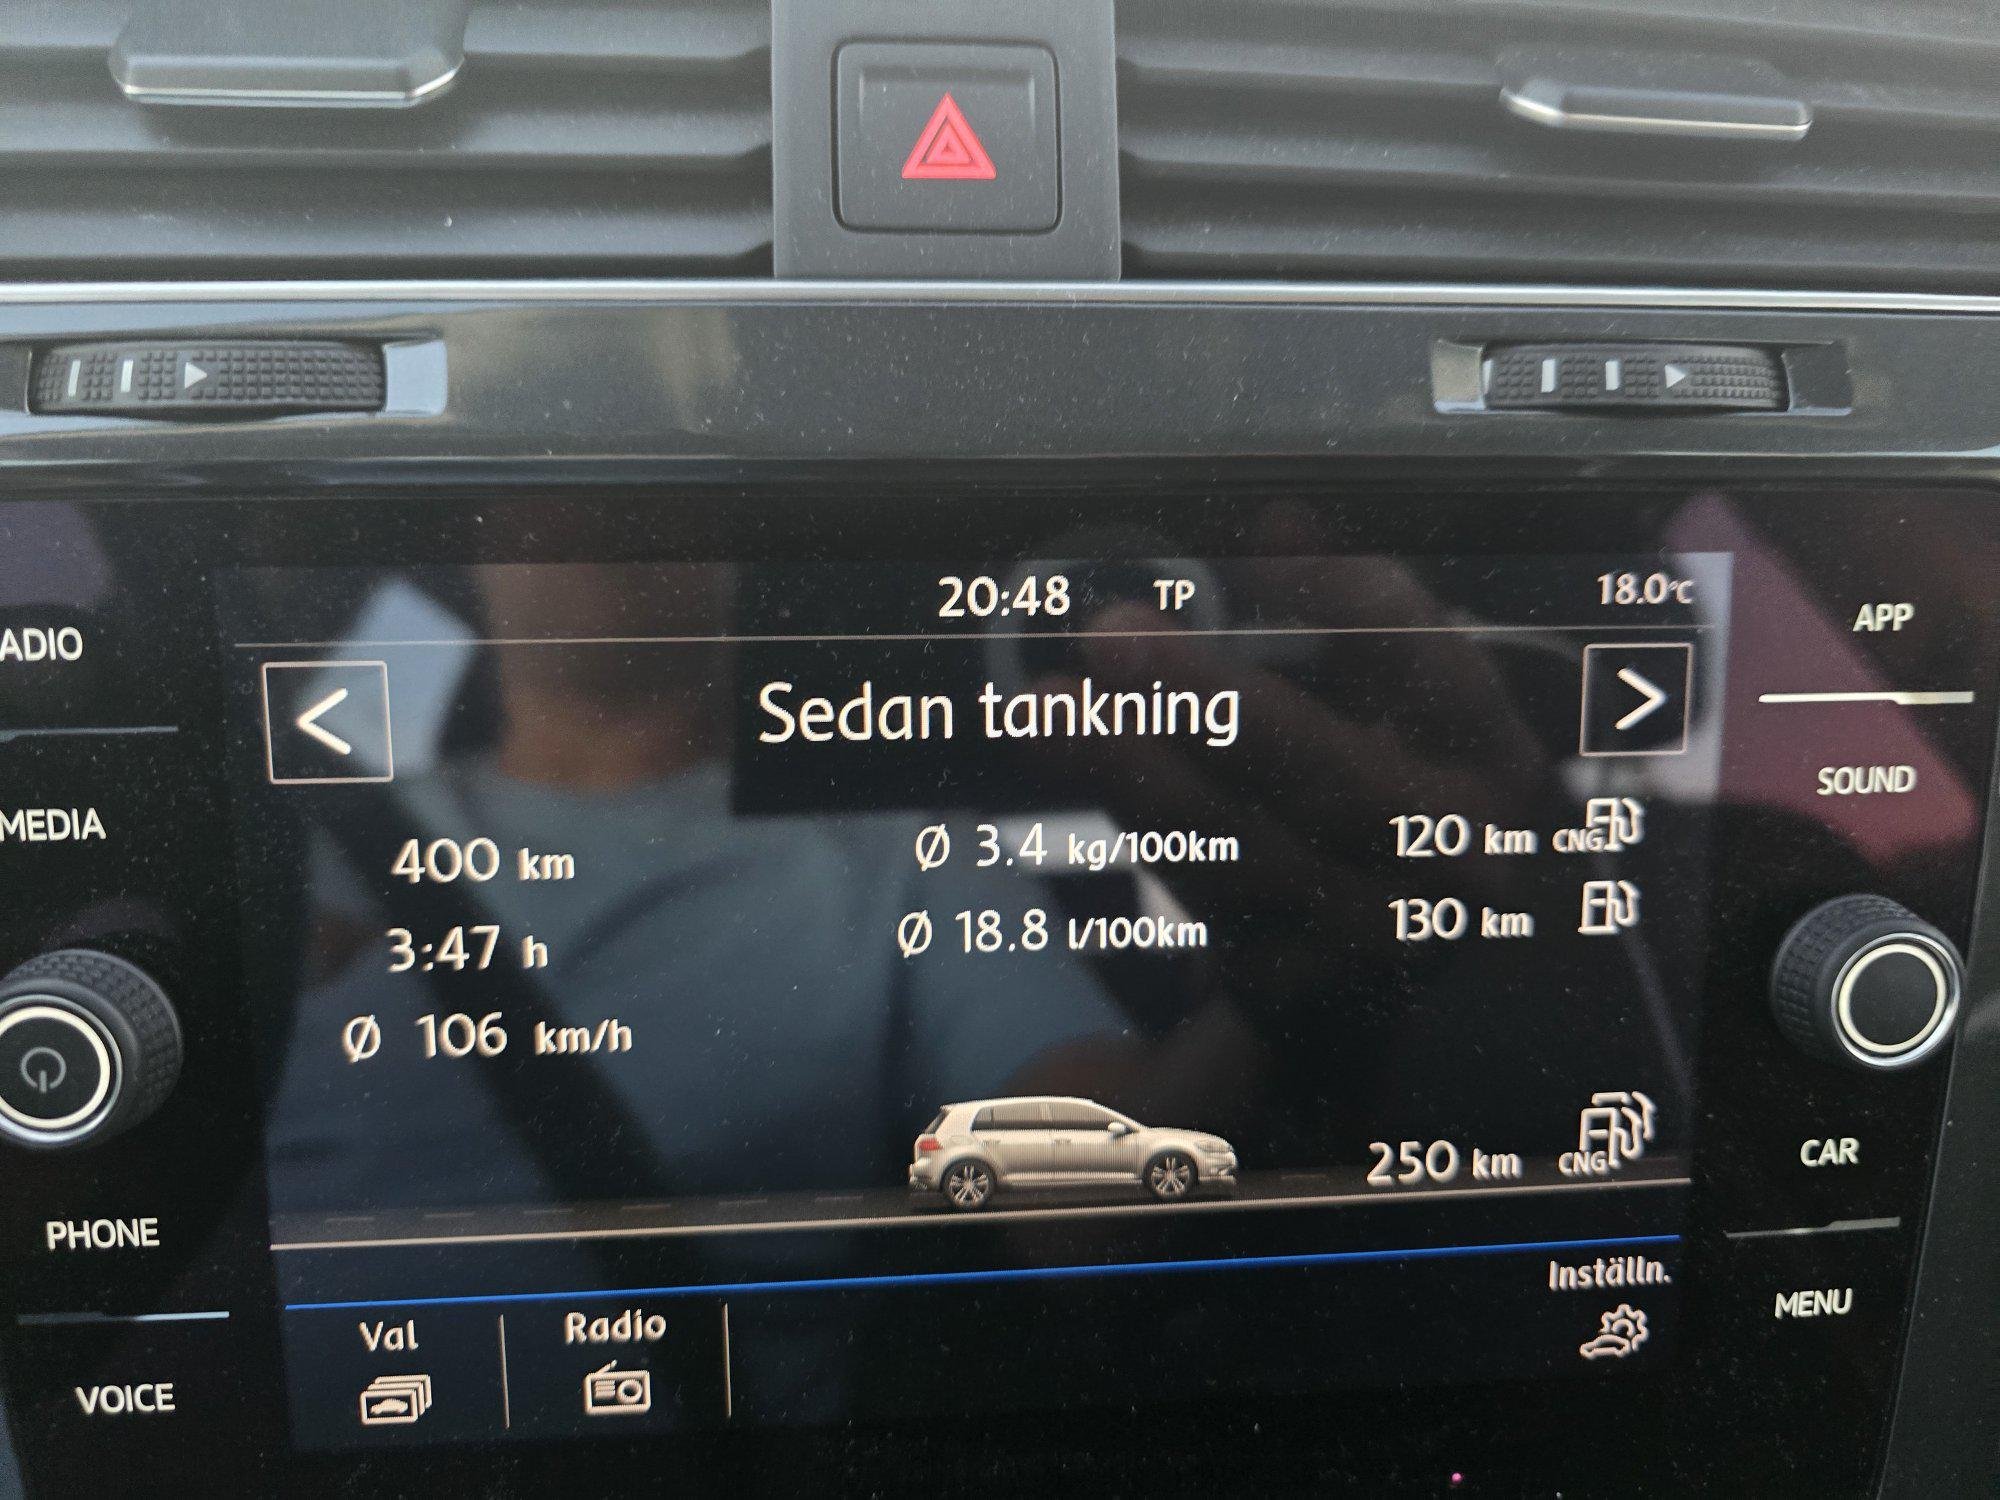 20:48 TP 18.0°C
< Sedan tankning >
400 km Ø 3.4 kg/100km 120 km CNG
3:47 h Ø 18.8 l/100km 130 km
Ø 106 km/h
250 km CNG
Val Radio Inställn.
ADIO
MEDIA
PHONE
VOICE
APP
SOUND
CAR
MENU